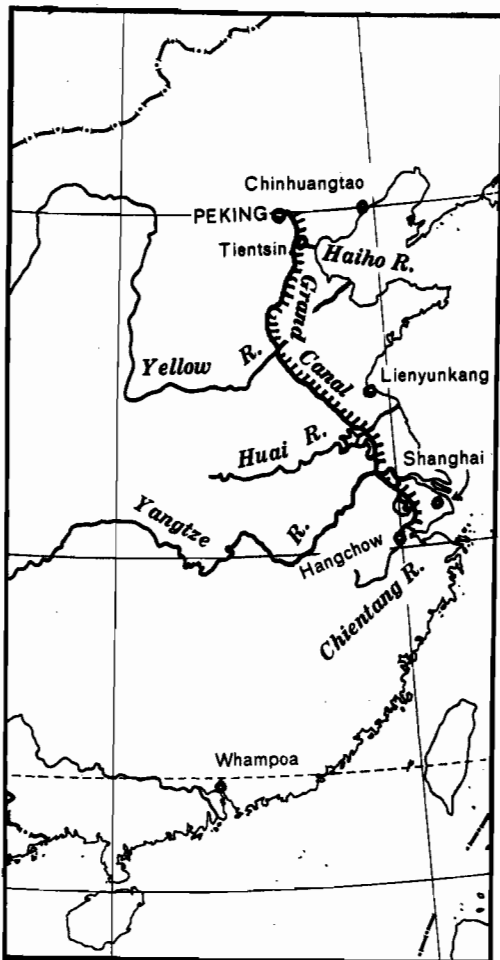 Chinhuangtao
PEKING
Tientsin
Haiho R.
Grand
Canal
Yellow R.
Lienyunkang
Huai R.
Shanghai
Yangtze R.
Hangchow
Chientang R.
Whampoa